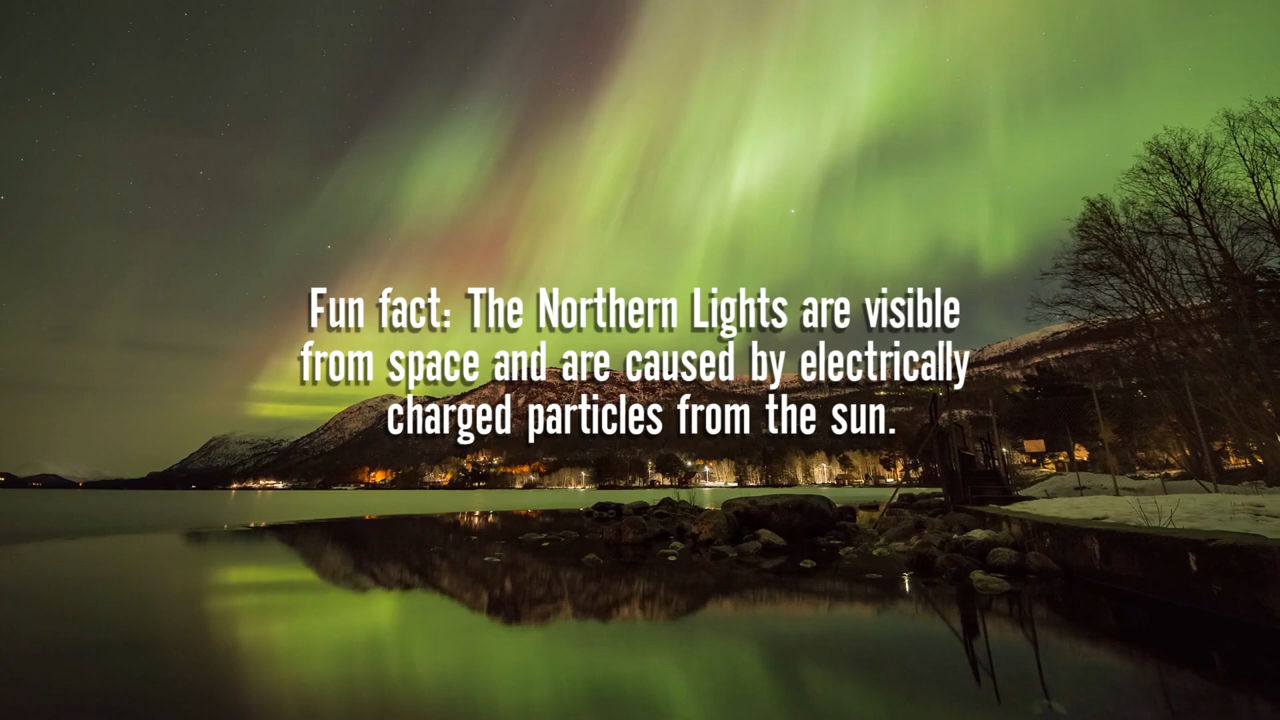 Fun fact: The Northern Lights are visible
from space and are caused by electrically
charged particles from the sun.